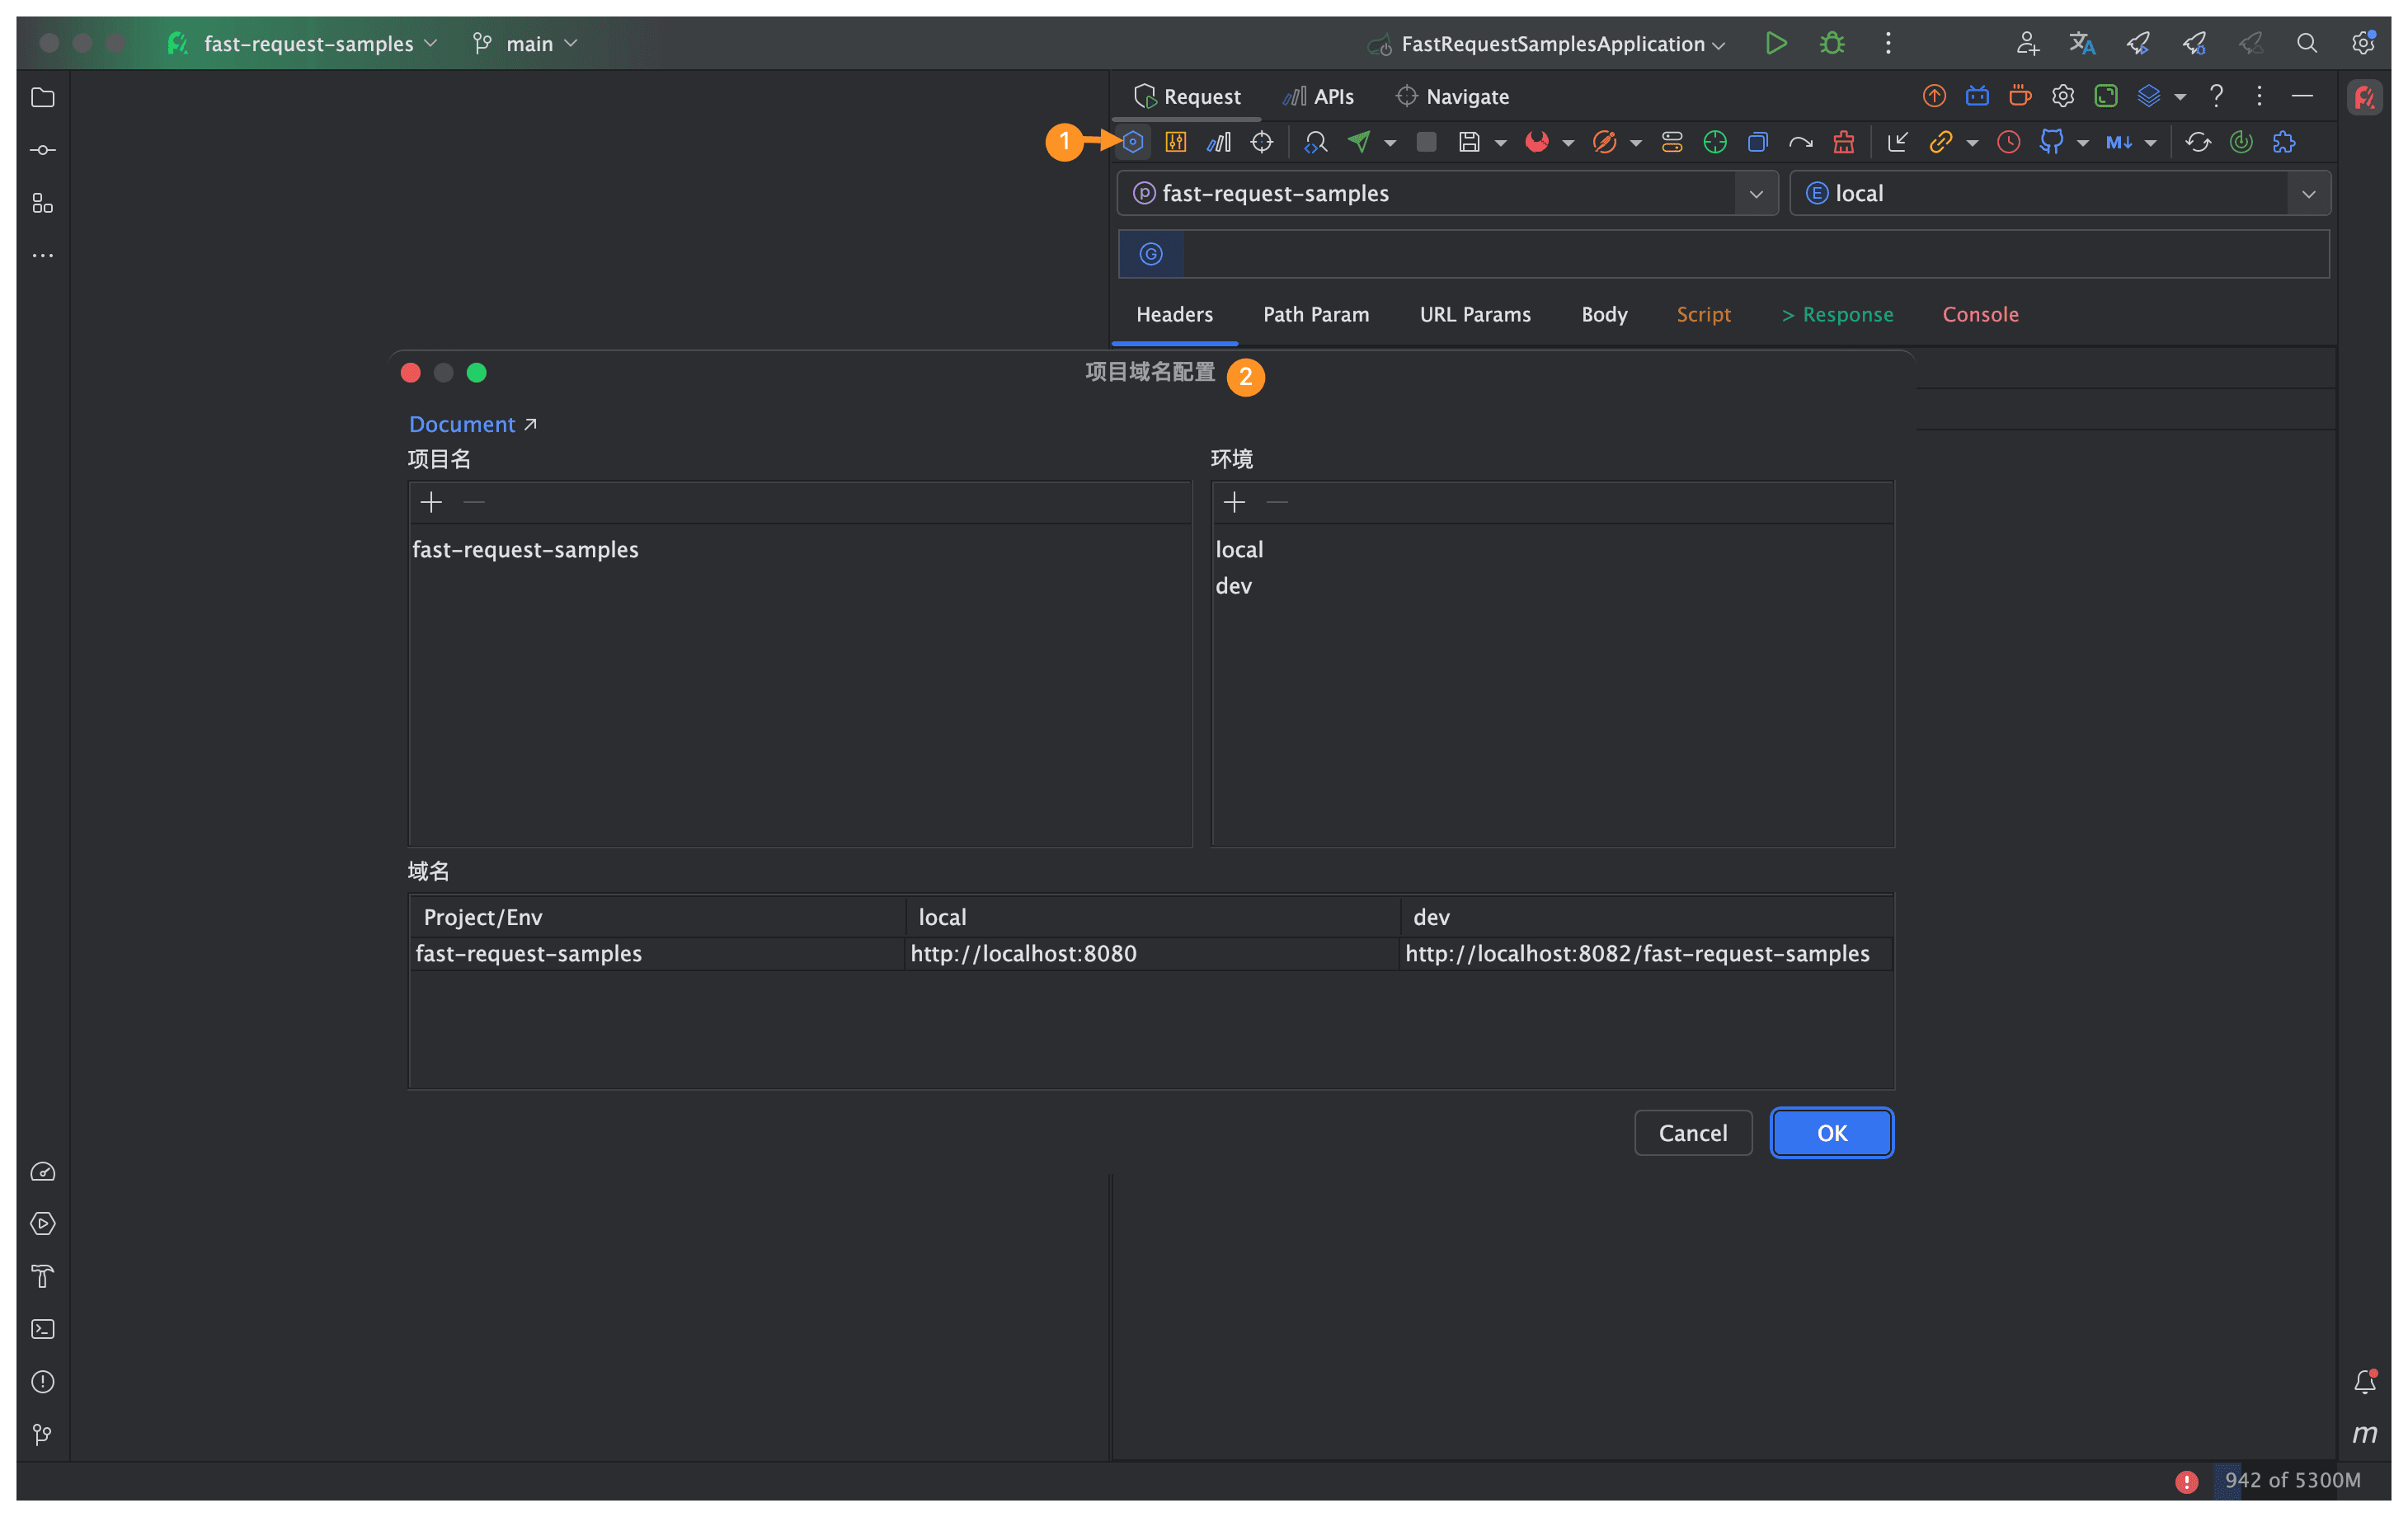 fast-request-samples main FastRequestSamplesApplication
Request APIs Navigate
1 M↓
P fast-request-samples E local
G
Headers Path Param URL Params Body Script > Response Console
项目域名配置 2
Document ↗
项目名 环境
fast-request-samples local
dev
域名
Project/Env local dev
fast-request-samples http://localhost:8080 http://localhost:8082/fast-request-samples
Cancel OK
m
942 of 5300M